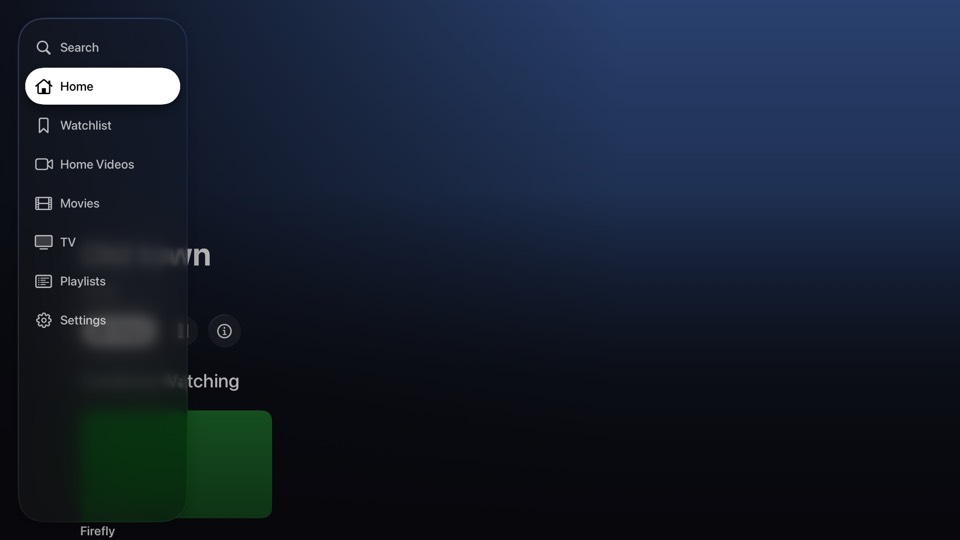 Search
Home
Watchlist
Home Videos
Movies
TV
Playlists
Settings
Firefly